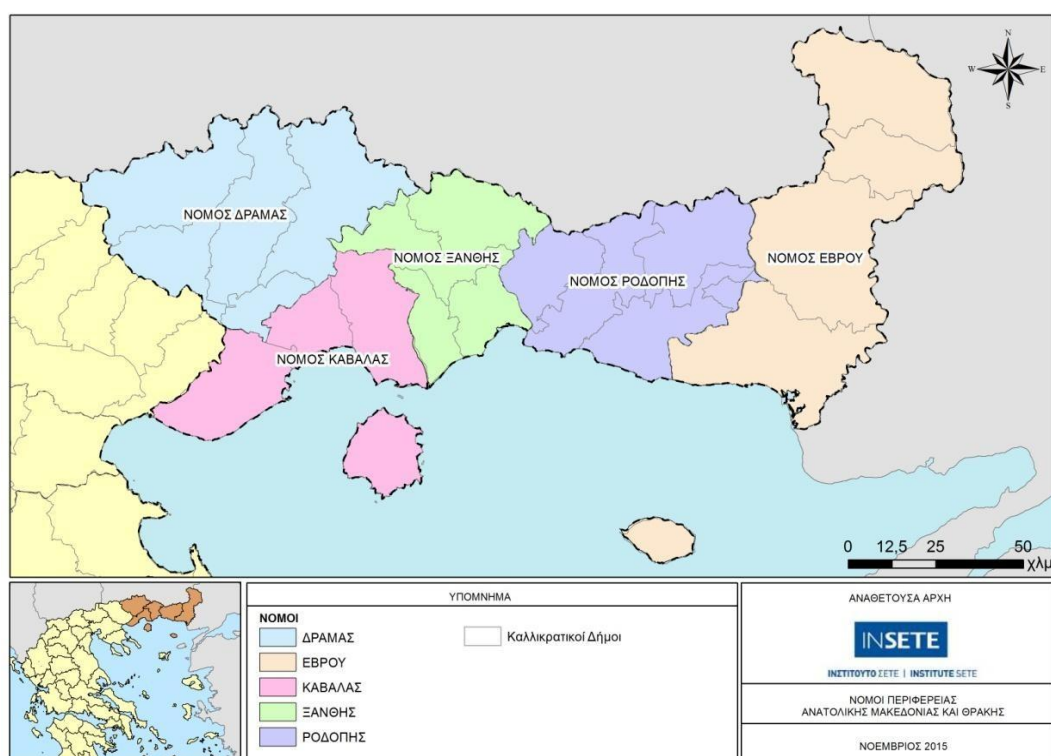 N
W E
S
ΝΟΜΟΣ ΔΡΑΜΑΣ
ΝΟΜΟΣ ΞΑΝΘΗΣ
ΝΟΜΟΣ ΕΒΡΟΥ
ΝΟΜΟΣ ΡΟΔΟΠΗΣ
ΝΟΜΟΣ ΚΑΒΑΛΑΣ
0 12,5 25 50
χλμ
ΥΠΟΜΝΗΜΑ
ΝΟΜΟΙ
ΔΡΑΜΑΣ
ΕΒΡΟΥ
ΚΑΒΑΛΑΣ
ΞΑΝΘΗΣ
ΡΟΔΟΠΗΣ
Καλλικρατικοί Δήμοι
ΑΝΑΘΕΤΟΥΣΑ ΑΡΧΗ
INSETE
ΙΝΣΤΙΤΟΥΤΟ ΣΕΤΕ | INSTITUTE SETE
ΝΟΜΟΙ ΠΕΡΙΦΕΡΕΙΑΣ
ΑΝΑΤΟΛΙΚΗΣ ΜΑΚΕΔΟΝΙΑΣ ΚΑΙ ΘΡΑΚΗΣ
ΝΟΕΜΒΡΙΟΣ 2015